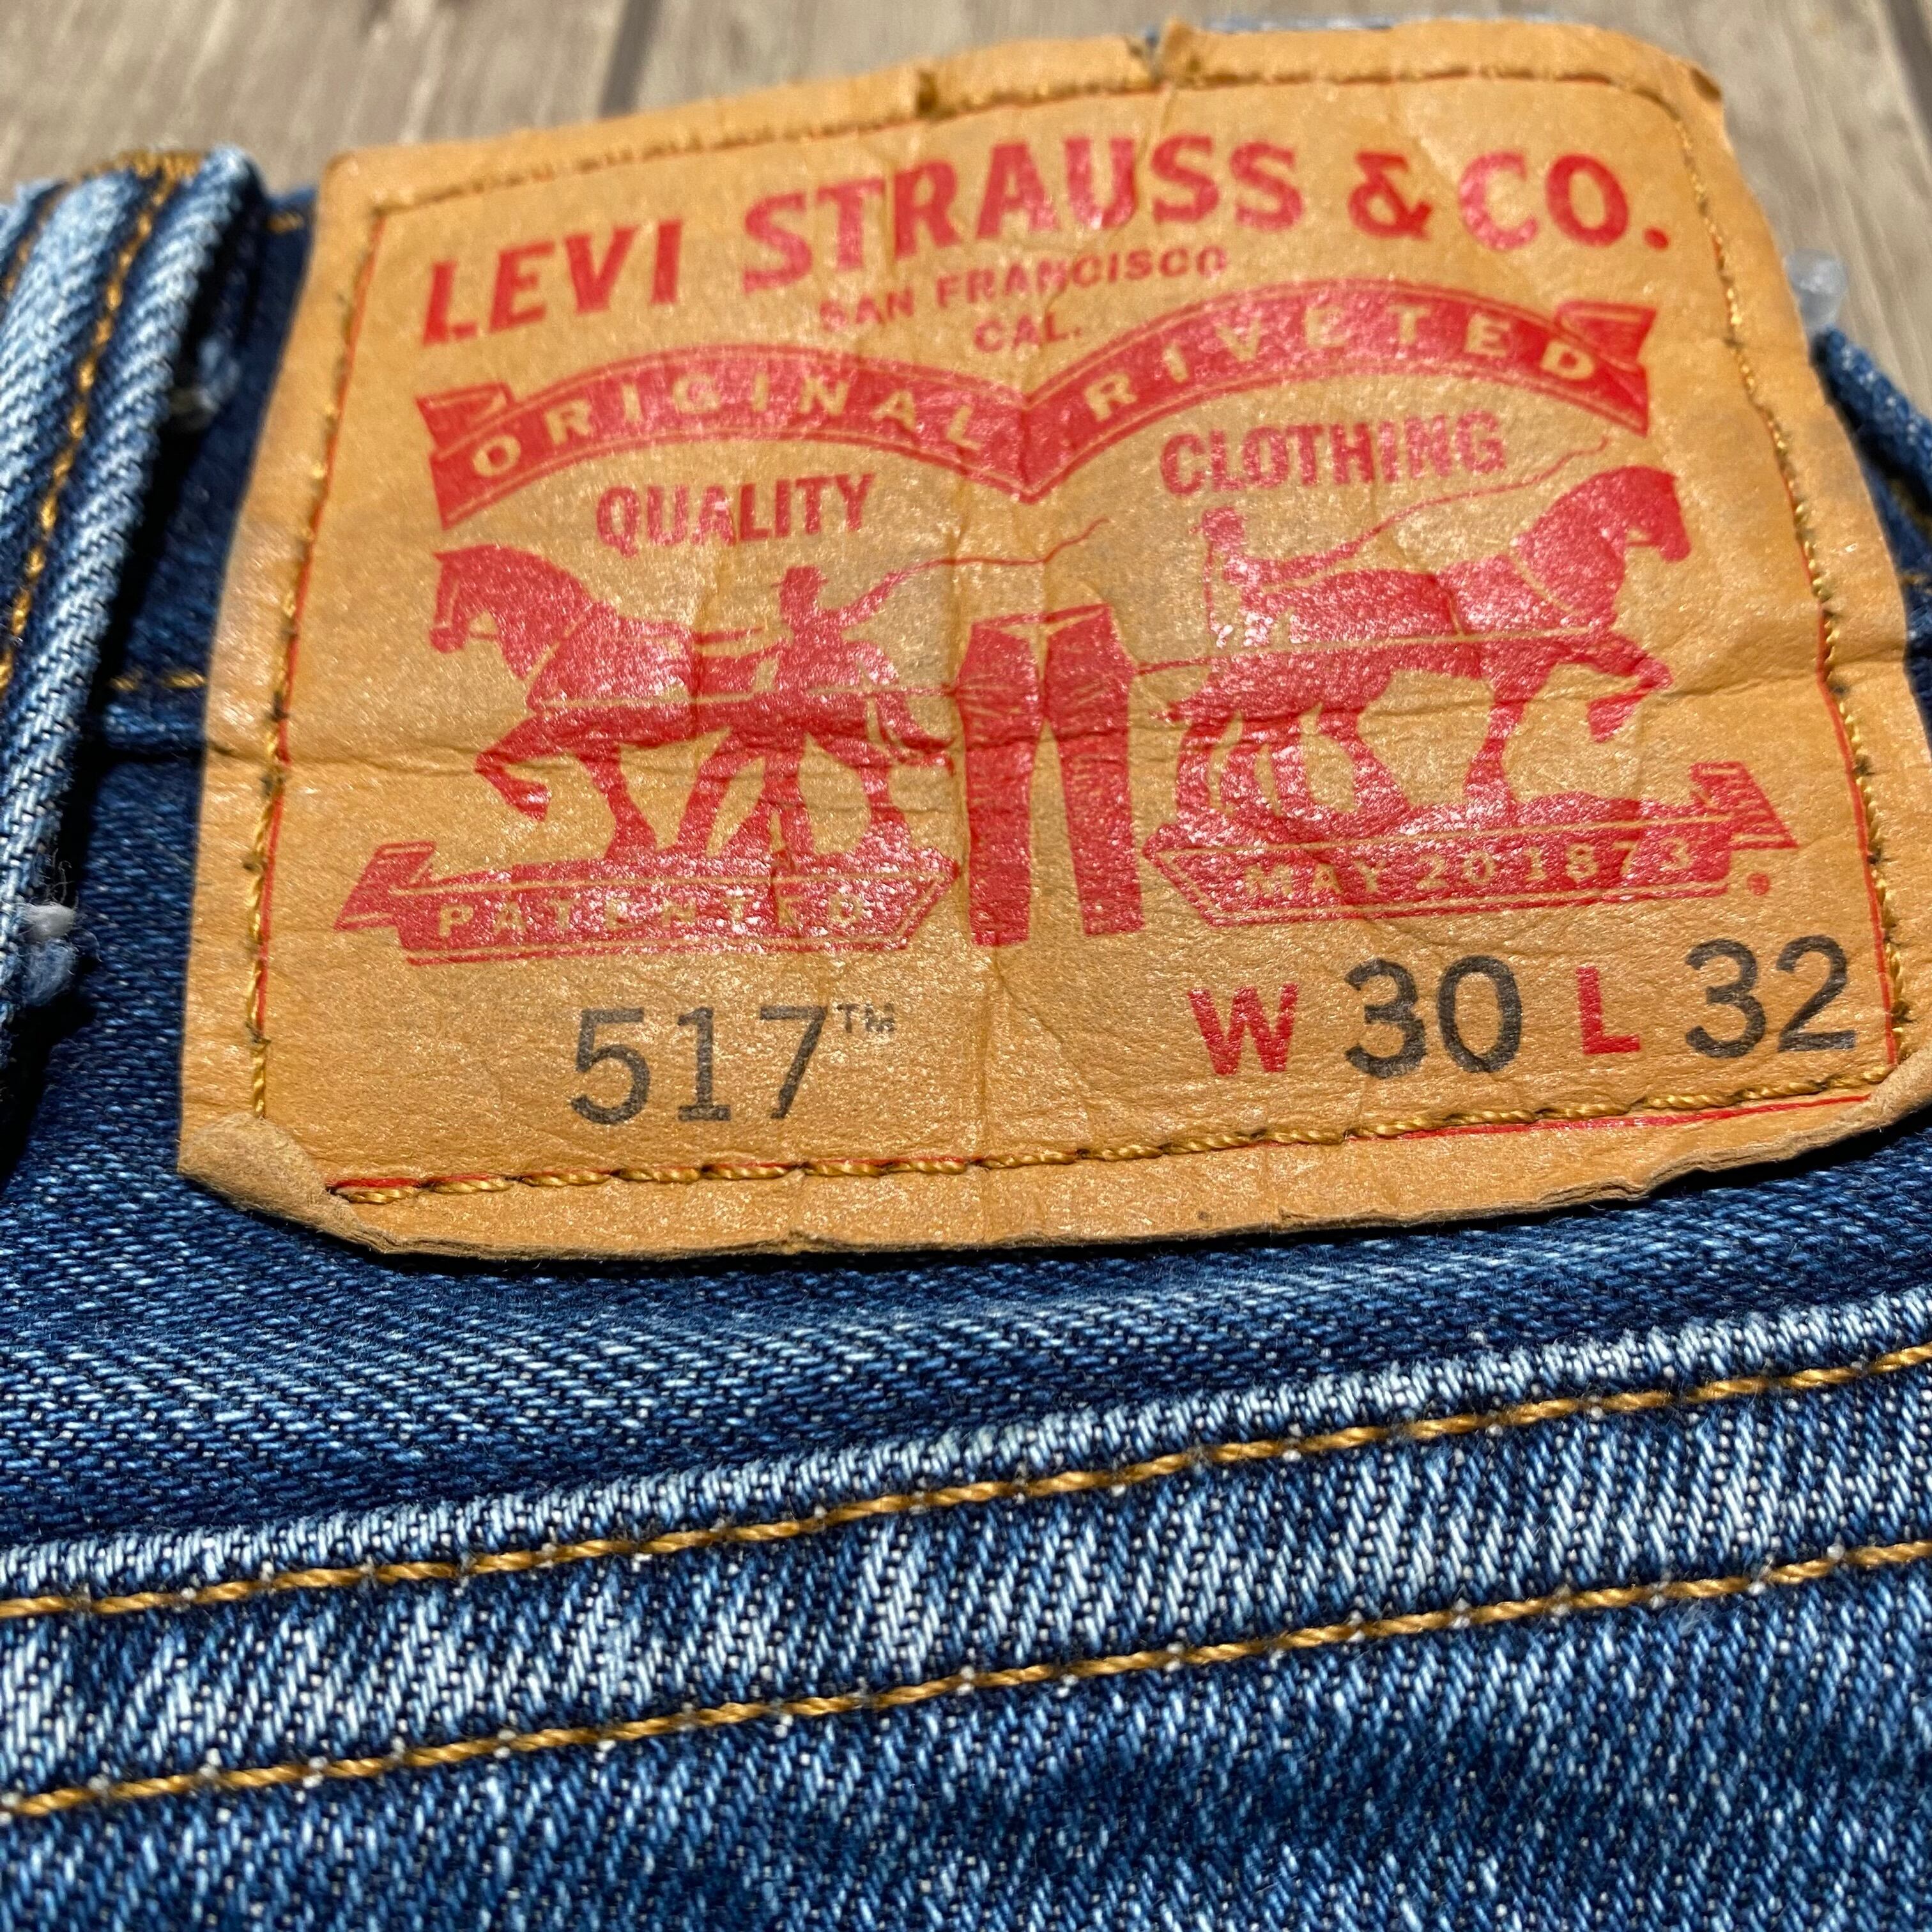 LEVI STRAUSS & CO.
SAN FRANCISCO
CAL.
ORIGINAL RIVETED
QUALITY CLOTHING
PATENTED MAY 20 1873
517™ W 30 L 32